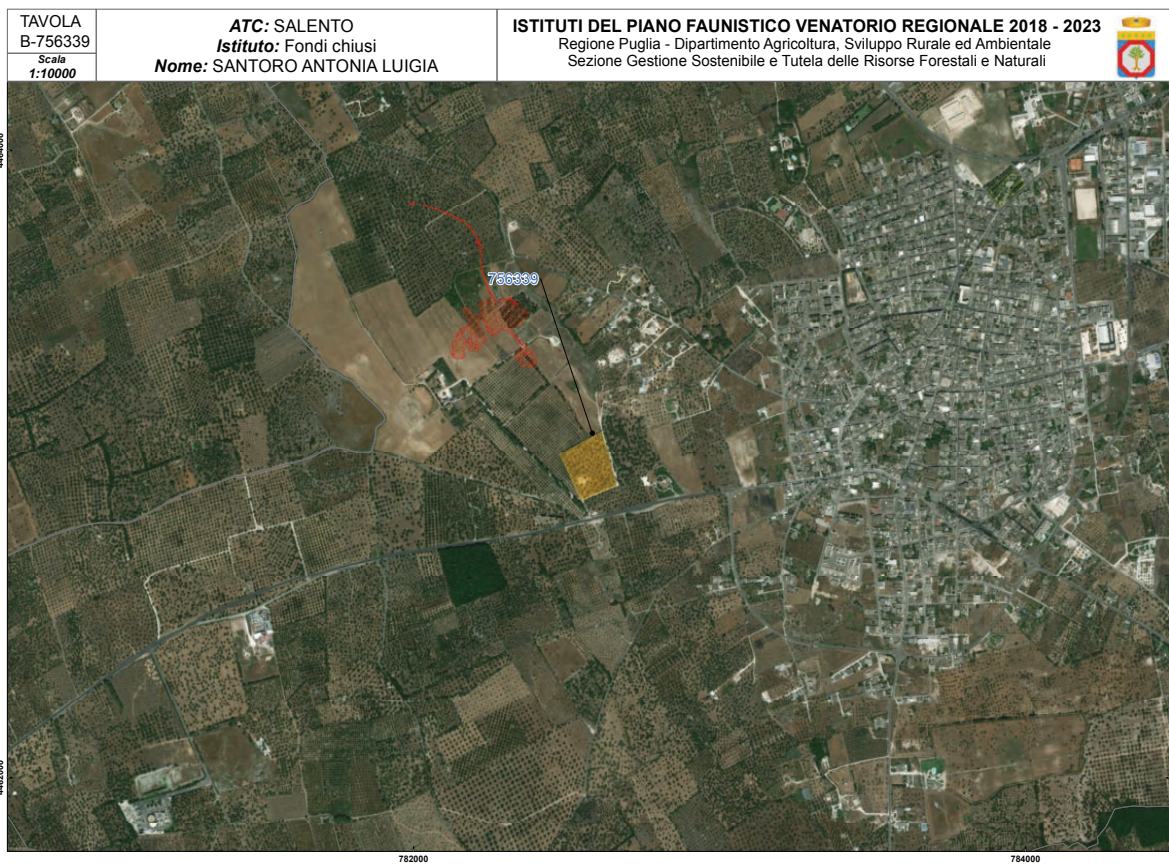 TAVOLA
B-756339
Scala
1:10000
ATC: SALENTO
Istituto: Fondi chiusi
Nome: SANTORO ANTONIA LUIGIA
ISTITUTI DEL PIANO FAUNISTICO VENATORIO REGIONALE 2018 - 2023
Regione Puglia - Dipartimento Agricoltura, Sviluppo Rurale ed Ambientale
Sezione Gestione Sostenibile e Tutela delle Risorse Forestali e Naturali
756339
782000
784000